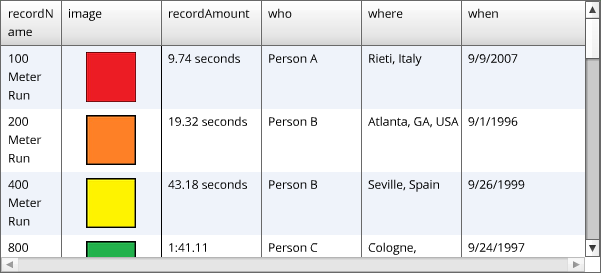 recordN
ame image recordAmount who where when
100
Meter
Run 9.74 seconds Person A Rieti, Italy 9/9/2007
200
Meter
Run 19.32 seconds Person B Atlanta, GA, USA 9/1/1996
400
Meter
Run 43.18 seconds Person B Seville, Spain 9/26/1999
800 1:41.11 Person C Cologne, 9/24/1997